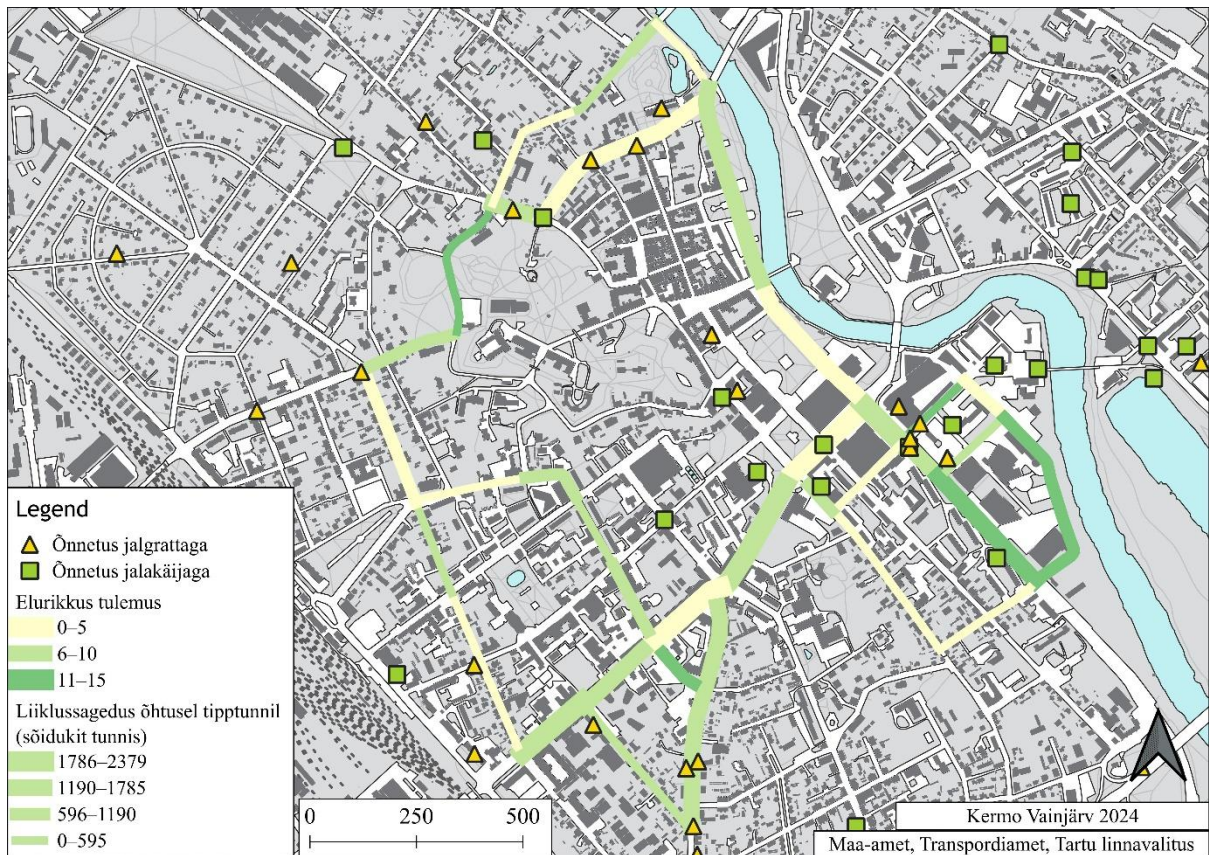 Legend
Õnnetus jalgrattaga
Õnnetus jalakäijaga
Elurikkus tulemus
0–5
6–10
11–15
Liiklussagedus õhtusel tipptunnil
(sõidukit tunnis)
1786–2379
1190–1785
596–1190
0–595
0 250 500
Kermo Vainjärv 2024
Maa-amet, Transpordiamet, Tartu linnavalitus